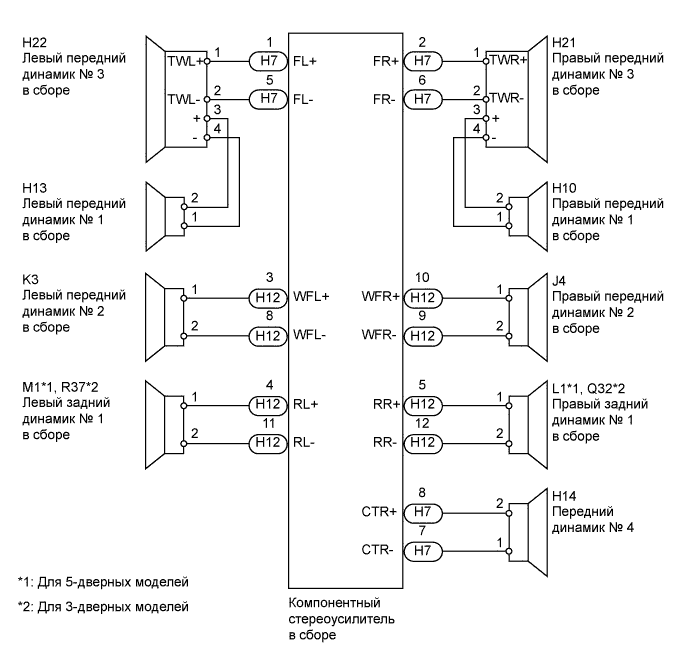 H22
Левый передний
динамик № 3
в сборе
TWL+ 1
TWL- 2
+ 3
- 4
1
H7 FL+
5
H7 FL-
2
FR+ H7
6
FR- H7
1 TWR+
2 TWR-
3 +
4 -
H21
Правый передний
динамик № 3
в сборе
H13
Левый передний
динамик № 1
в сборе
2
1
2
1
H10
Правый передний
динамик № 1
в сборе
K3
Левый передний
динамик № 2
в сборе
1
2
3
H12 WFL+
8
H12 WFL-
10
WFR+ H12
9
WFR- H12
1
2
J4
Правый передний
динамик № 2
в сборе
M1*1, R37*2
Левый задний
динамик № 1
в сборе
1
2
4
H12 RL+
11
H12 RL-
5
RR+ H12
12
RR- H12
1
2
L1*1, Q32*2
Правый задний
динамик № 1
в сборе
8
CTR+ H7
7
CTR- H7
2
1
H14
Передний
динамик № 4
*1: Для 5-дверных моделей
*2: Для 3-дверных моделей
Компонентный
стереоусилитель
в сборе